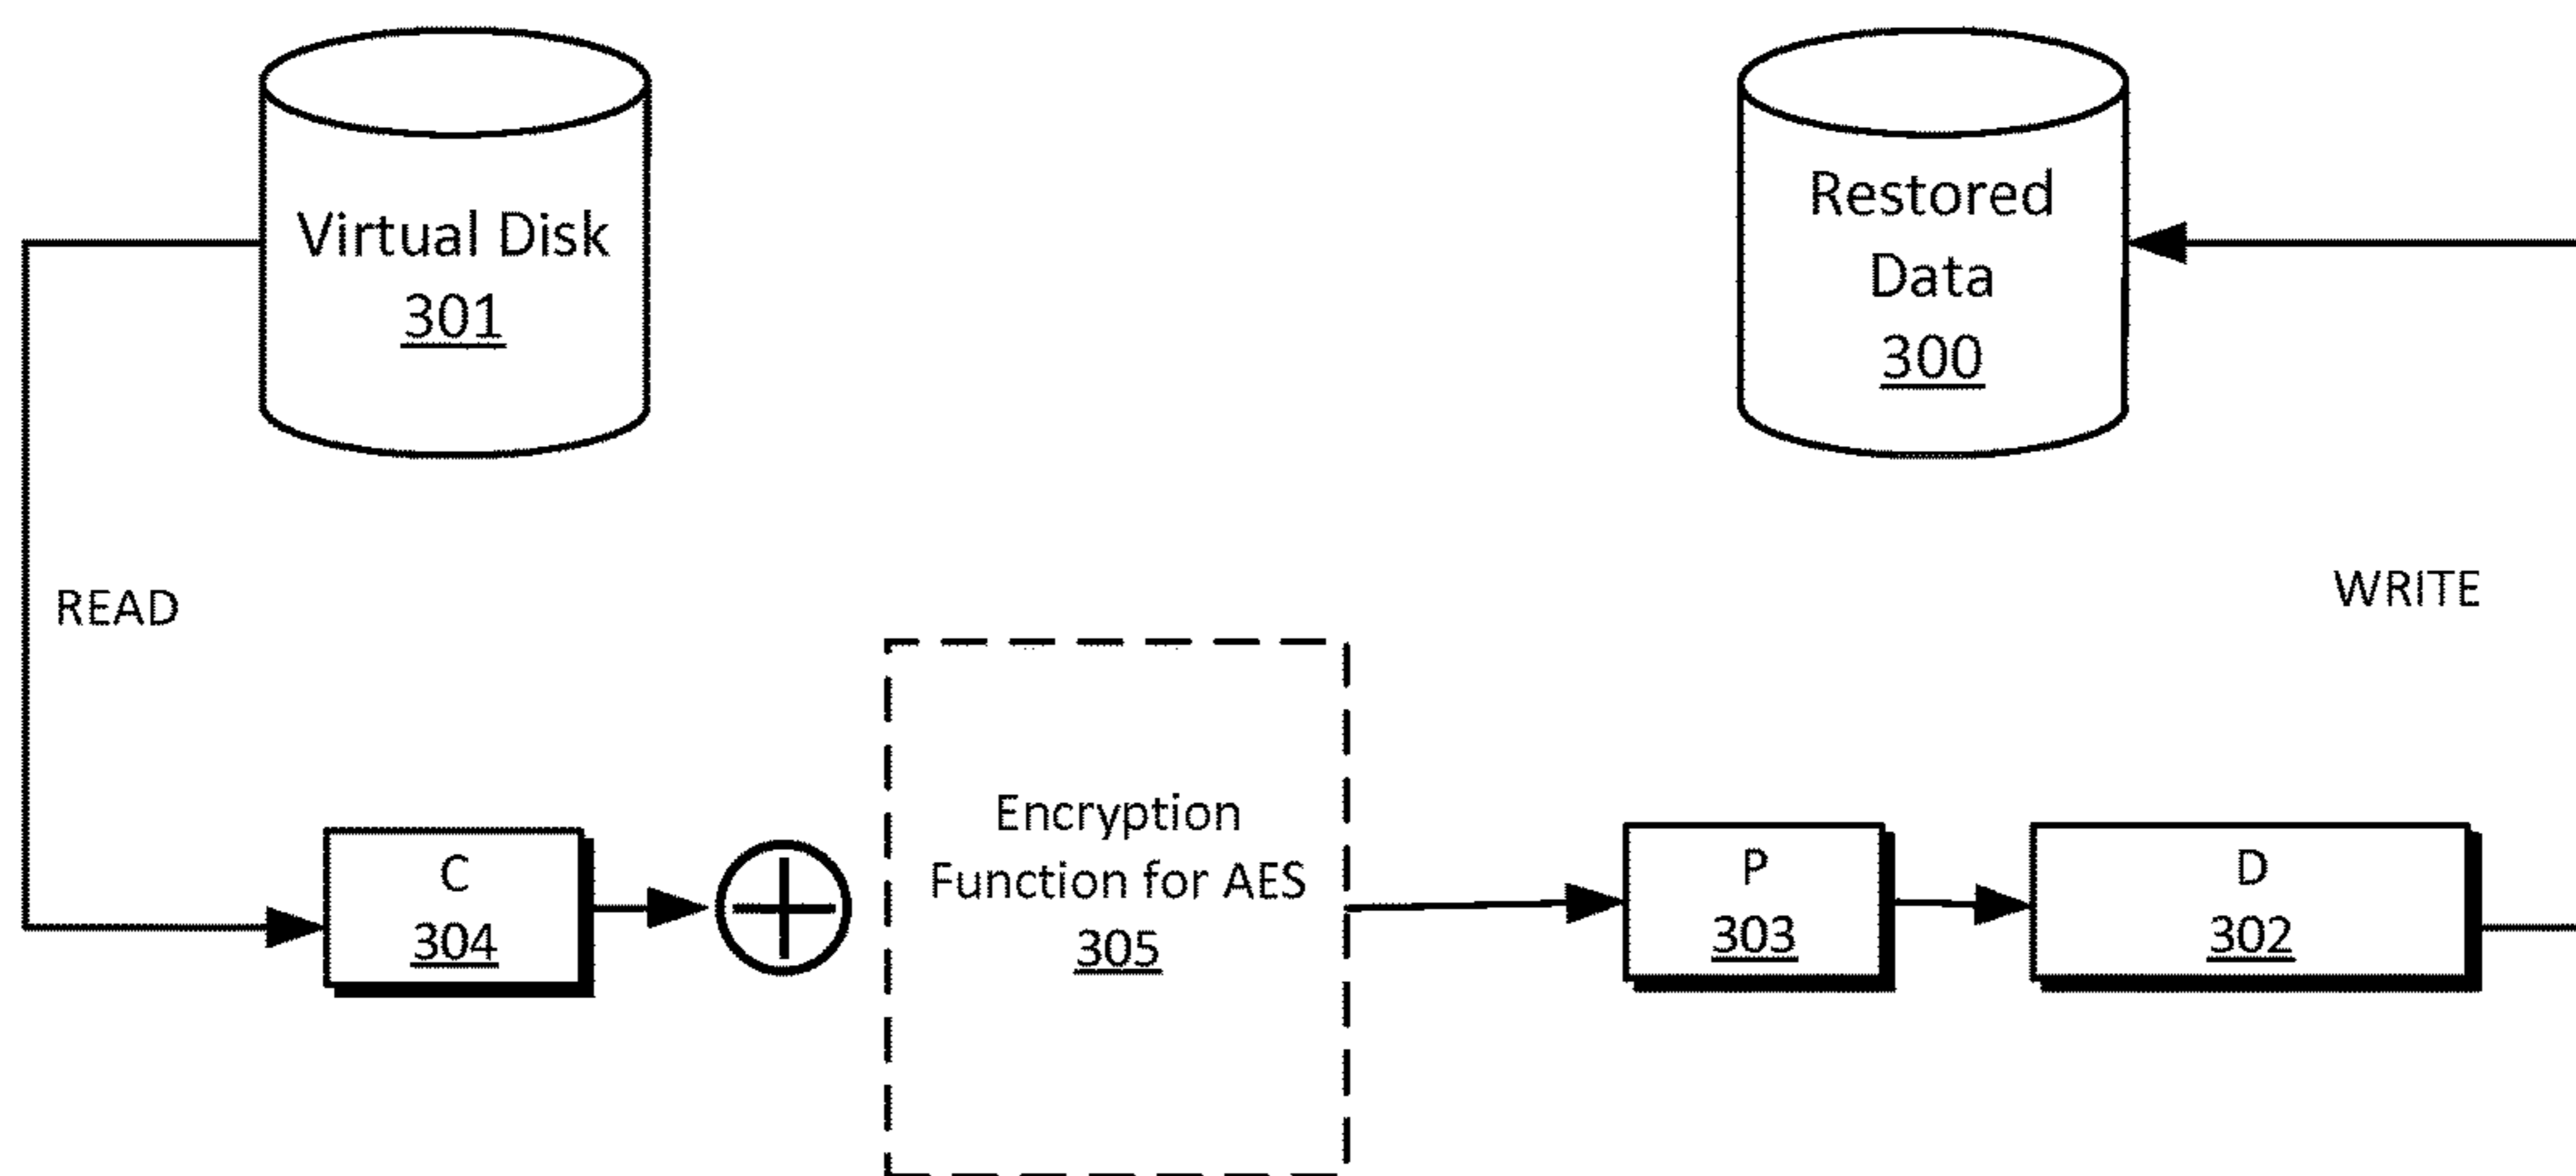 Virtual Disk
301
Restored
Data
300
READ
WRITE
Encryption
Function for AES
305
C
304
P
303
D
302